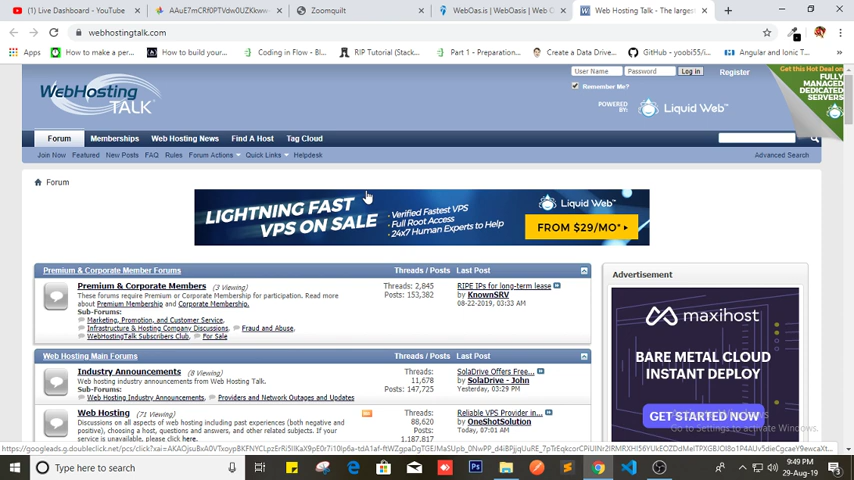 (1) Live Dashboard - YouTube
Zoomquilt
WebOas.is | WebOasis | Web O
Web Hosting Talk - The larges
webhostingtalk.com
Apps
How to make a per...
Coding in Flow - B...
RIP Tutorial (Stack...
Part 1 - Preparation...
Create a Data Drive...
GitHub - yoobi55/...
Angular and Ionic T...
WebHosting
TALK
User Name
Password
Log in
Register
Remember Me?
POWERED BY:
Liquid Web
Get this Hot Deal on
FULLY
MANAGED
DEDICATED
SERVERS
Forum
Memberships
Web Hosting News
Find A Host
Tag Cloud
Join Now
Featured
New Posts
FAQ
Rules
Forum Actions
Quick Links
Helpdesk
Advanced Search
Forum
LIGHTNING FAST
VPS ON SALE
· Verified Fastest VPS
· Full Root Access
· 24x7 Human Experts to Help
Liquid Web
FROM $29/MO*
Premium & Corporate Member Forums
Threads / Posts
Last Post
Premium & Corporate Members (3 Viewing)
These forums require Premium or Corporate Membership for participation. Read more
about Premium Membership and Corporate Membership.
Sub-Forums:
Marketing, Promotion, and Customer Service,
Infrastructure & Hosting Company Discussions, Fraud and Abuse,
WebHostingTalk Subscribers Club, For Sale
Threads: 2,845
Posts: 153,382
RIPE IPs for long-term lease
by KnownSRV
08-22-2019, 03:33 AM
Web Hosting Main Forums
Threads / Posts
Last Post
Industry Announcements (8 Viewing)
Web hosting industry announcements from Web Hosting Talk.
Sub-Forums:
Web Hosting Industry Announcements, Providers and Network Outages and Updates
Threads:
11,678
Posts: 147,725
SolaDrive Offers Free...
by SolaDrive - John
Yesterday, 03:29 PM
Web Hosting (71 Viewing)
Discussions on all aspects of web hosting including past experiences (both negative
and positive), choosing a host, questions and answers, and other related subjects. If your
service is unavailable, please click here.
Threads:
88,620
Posts:
1,187,817
Reliable VPS Provider in...
by OneShotSolution
Today, 07:01 AM
Advertisement
maxihost
BARE METAL CLOUD
INSTANT DEPLOY
GET STARTED NOW
Go to Settings to activate Windows.
Type here to search
9:49 PM
29-Aug-19
3